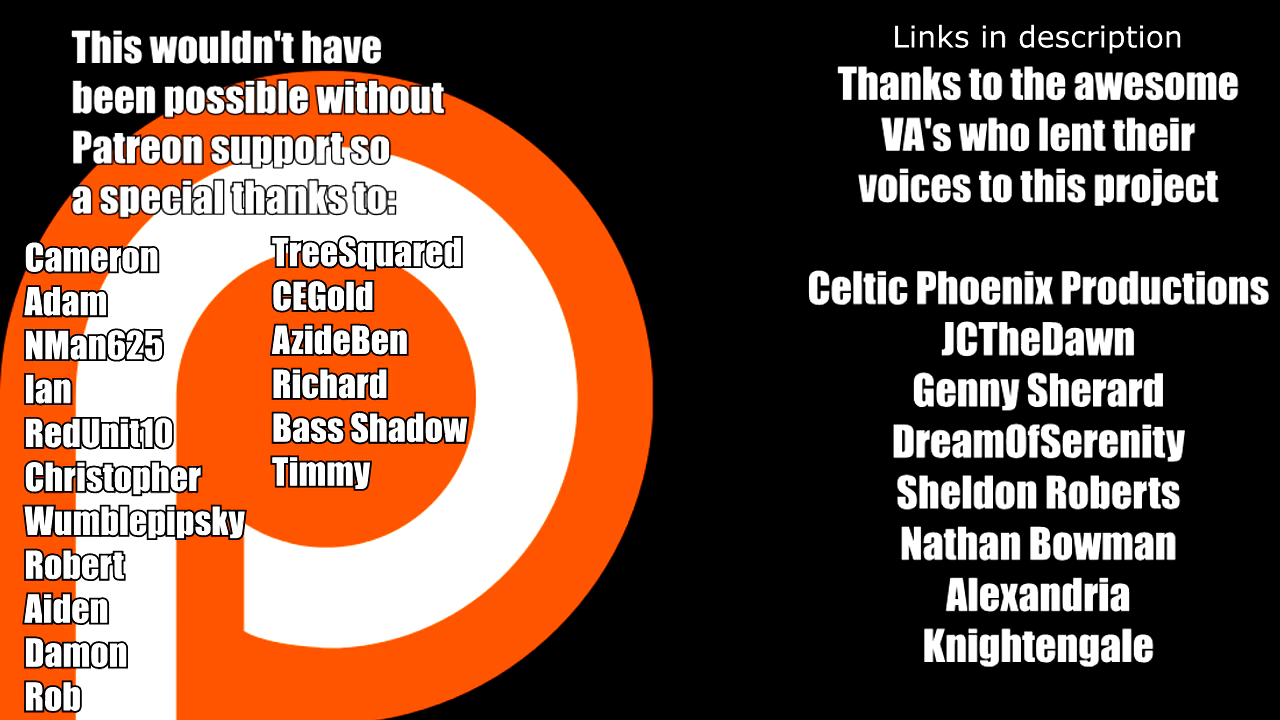 This wouldn't have
been possible without
Patreon support so
a special thanks to:
Cameron
Adam
NMan625
Ian
RedUnit10
Christopher
Wumblepipsky
Robert
Aiden
Damon
Rob
TreeSquared
CEGold
AzideBen
Richard
Bass Shadow
Timmy
Links in description
Thanks to the awesome
VA's who lent their
voices to this project
Celtic Phoenix Productions
JCTheDawn
Genny Sherard
DreamOfSerenity
Sheldon Roberts
Nathan Bowman
Alexandria
Knightengale